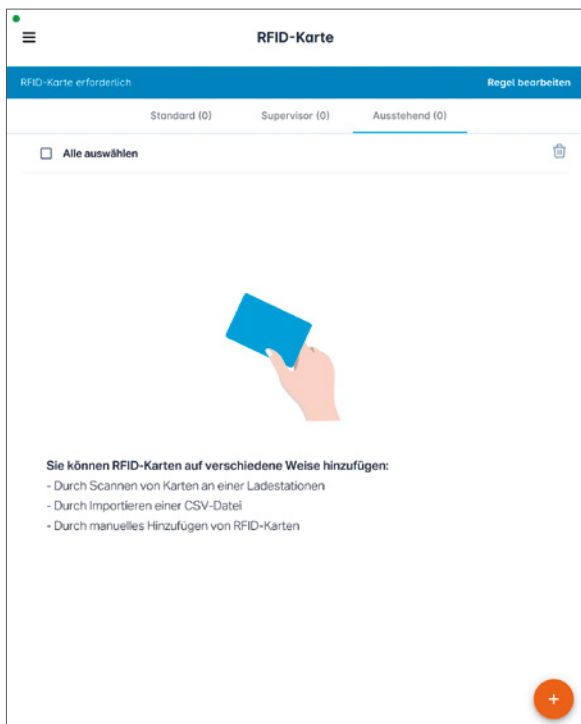 RFID-Karte
RFID-Karte erforderlich Regel bearbeiten
Standard (0) Supervisor (0) Ausstehend (0)
Alle auswählen
Sie können RFID-Karten auf verschiedene Weise hinzufügen:
- Durch Scannen von Karten an einer Ladestationen
- Durch Importieren einer CSV-Datei
- Durch manuelles Hinzufügen von RFID-Karten
+